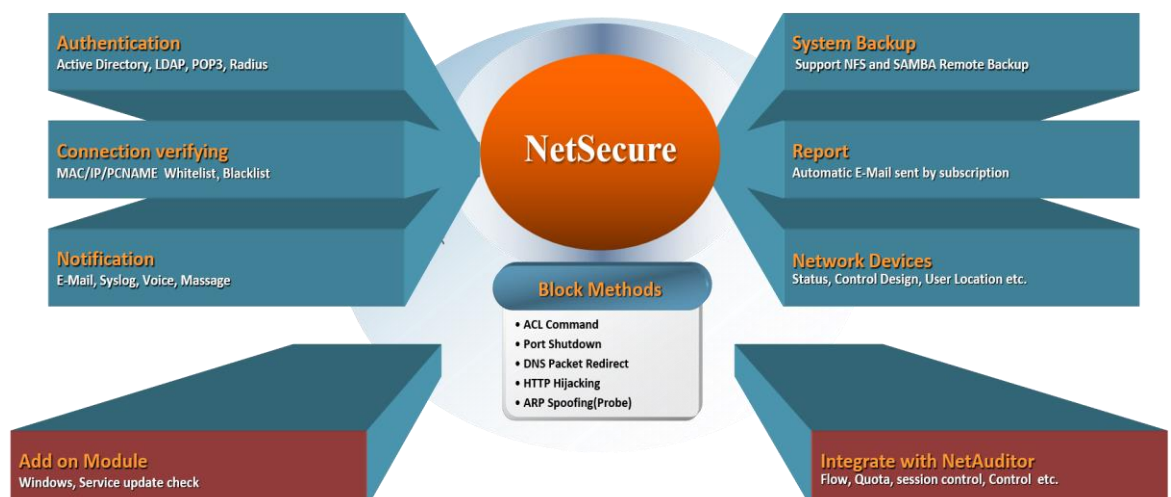 Authentication
Active Directory, LDAP, POP3, Radius
Connection verifying
MAC/IP/PCNAME Whitelist, Blacklist
Notification
E-Mail, Syslog, Voice, Massage
Add on Module
Windows, Service update check
NetSecure
Block Methods
• ACL Command
• Port Shutdown
• DNS Packet Redirect
• HTTP Hijacking
• ARP Spoofing(Probe)
System Backup
Support NFS and SAMBA Remote Backup
Report
Automatic E-Mail sent by subscription
Network Devices
Status, Control Design, User Location etc.
Integrate with NetAuditor
Flow, Quota, session control, Control etc.